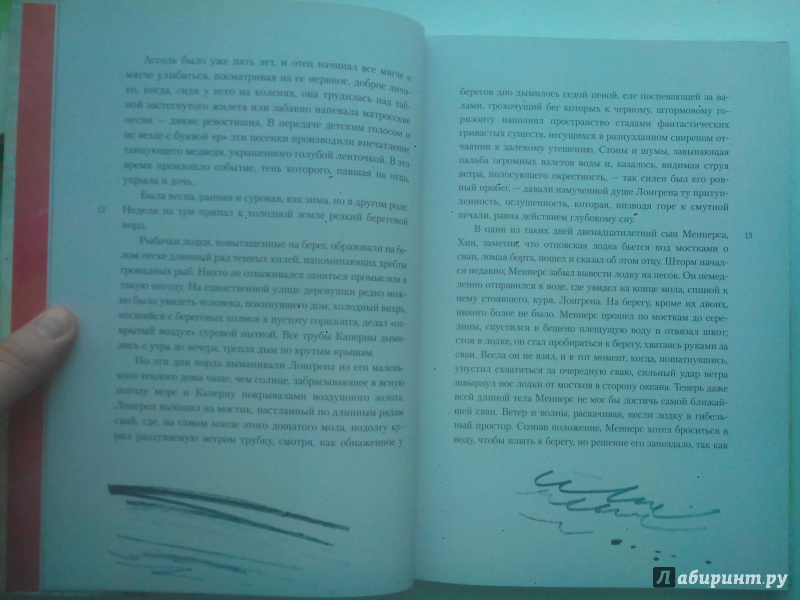 Ассоль было уже пять лет, и отец начинал все мягче и
мягче улыбаться, посматривая на ее нервное, доброе личи-
ко, когда, сидя у него на коленях, она трудилась над тай-
ной застегнутого жилета или забавно напевала матросские
песни — дикие ревостишия. В передаче детским голосом и
не везде с буквой «р» эти песенки производили впечатление
танцующего медведя, украшенного голубой ленточкой. В это
время произошло событие, тень которого, павшая на отца,
укрыла и дочь.
Была весна, ранняя и суровая, как зима, но в другом роде.
12
Недели на три припал к холодной земле резкий береговой
норд.
Рыбачьи лодки, повытащенные на берег, образовали на бе-
лом песке длинный ряд темных килей, напоминающих хребты
громадных рыб. Никто не отваживался заняться промыслом в
такую погоду. На единственной улице деревушки редко мож-
но было увидеть человека, покинувшего дом; холодный вихрь,
несшийся с береговых холмов в пустоту горизонта, делал «от-
крытый воздух» суровой пыткой. Все трубы Каперны дыми-
лись с утра до вечера, трепля дым по крутым крышам.
Но эти дни норда выманивали Лонгрена из его малень-
кого теплого дома чаще, чем солнце, забрасывающее в ясную
погоду море и Каперну покрывалами воздушного золота.
Лонгрен выходил на мостик, настланный по длинным рядам
свай, где, на самом конце этого дощатого мола, подолгу ку-
рил раздуваемую ветром трубку, смотря, как обнаженное у
берегов дно дымилось седой пеной, еле поспевающей за ва-
лами, грохочущий бег которых к черному, штормовому го-
ризонту наполнял пространство стадами фантастических
гривастых существ, несущихся в разнузданном свирепом от-
чаянии к далекому утешению. Стоны и шумы, завывающая
пальба огромных взлетов воды и, казалось, видимая струя
ветра, полосующего окрестность, — так силен был его ров-
ный пробег, — давали измученной душе Лонгрена ту притуп-
ленность, оглушенность, которая, низводя горе к смутной
печали, равна действием глубокому сну.
13
В один из таких дней двенадцатилетний сын Меннерса,
Хин, заметив, что отцовская лодка бьется под мостками о
сваи, ломая борта, пошел и сказал об этом отцу. Шторм начал-
ся недавно; Меннерс забыл вывести лодку на песок. Он немед-
ленно отправился к воде, где увидел на конце мола, спиной к
нему стоявшего, куря, Лонгрена. На берегу, кроме их двоих,
никого более не было. Меннерс прошел по мосткам до сере-
дины, спустился в бешено плещущую воду и отвязал шкот;
стоя в лодке, он стал пробираться к берегу, хватаясь руками за
сваи. Весла он не взял, и в тот момент, когда, пошатнувшись,
упустил схватиться за очередную сваю, сильный удар ветра
швырнул нос лодки от мостков в сторону океана. Теперь даже
всей длиной тела Меннерс не мог бы достичь самой ближай-
шей сваи. Ветер и волны, раскачивая, несли лодку в гибель-
ный простор. Сознав положение, Меннерс хотел броситься в
воду, чтобы плыть к берегу, но решение его запоздало, так как
Лабиринт.ру